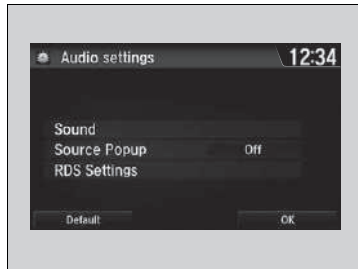 Audio settings 12:34
Sound
Source Popup Off
RDS Settings
Default OK